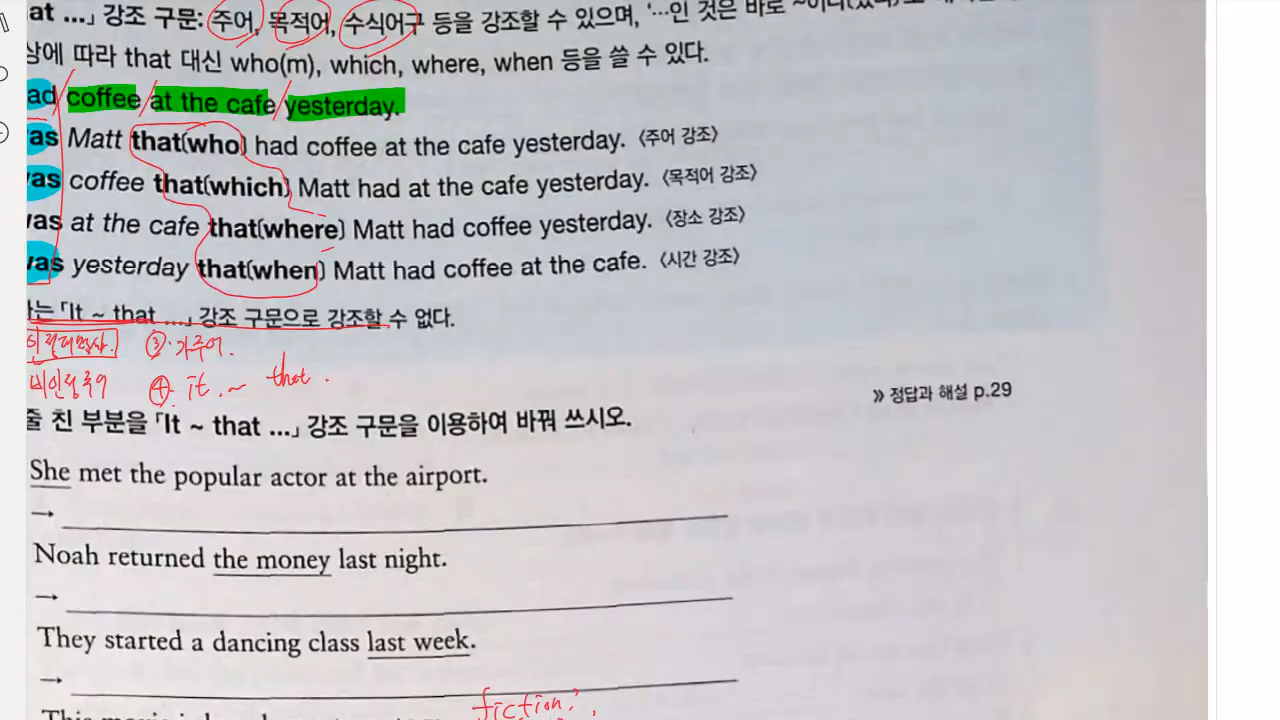 at ...」 강조 구문: 주어, 목적어, 수식어구 등을 강조할 수 있으며, '…인 것은 바로
상에 따라 that 대신 who(m), which, where, when 등을 쓸 수 있다.
ad coffee at the cafe yesterday.
was Matt that(who) had coffee at the cafe yesterday. 〈주어 강조〉
was coffee that(which) Matt had at the cafe yesterday. 〈목적어 강조〉
was at the cafe that(where) Matt had coffee yesterday. 〈장소 강조〉
was yesterday that(when) Matt had coffee at the cafe. 〈시간 강조〉
는 「It ~ that ...」 강조 구문으로 강조할 수 없다.
③ 가주어.
비인칭주어 ④ it ~ that.
» 정답과 해설 p.29
줄 친 부분을 「It ~ that ...」 강조 구문을 이용하여 바꿔 쓰시오.
She met the popular actor at the airport.
→
Noah returned the money last night.
→
They started a dancing class last week.
→
fiction?